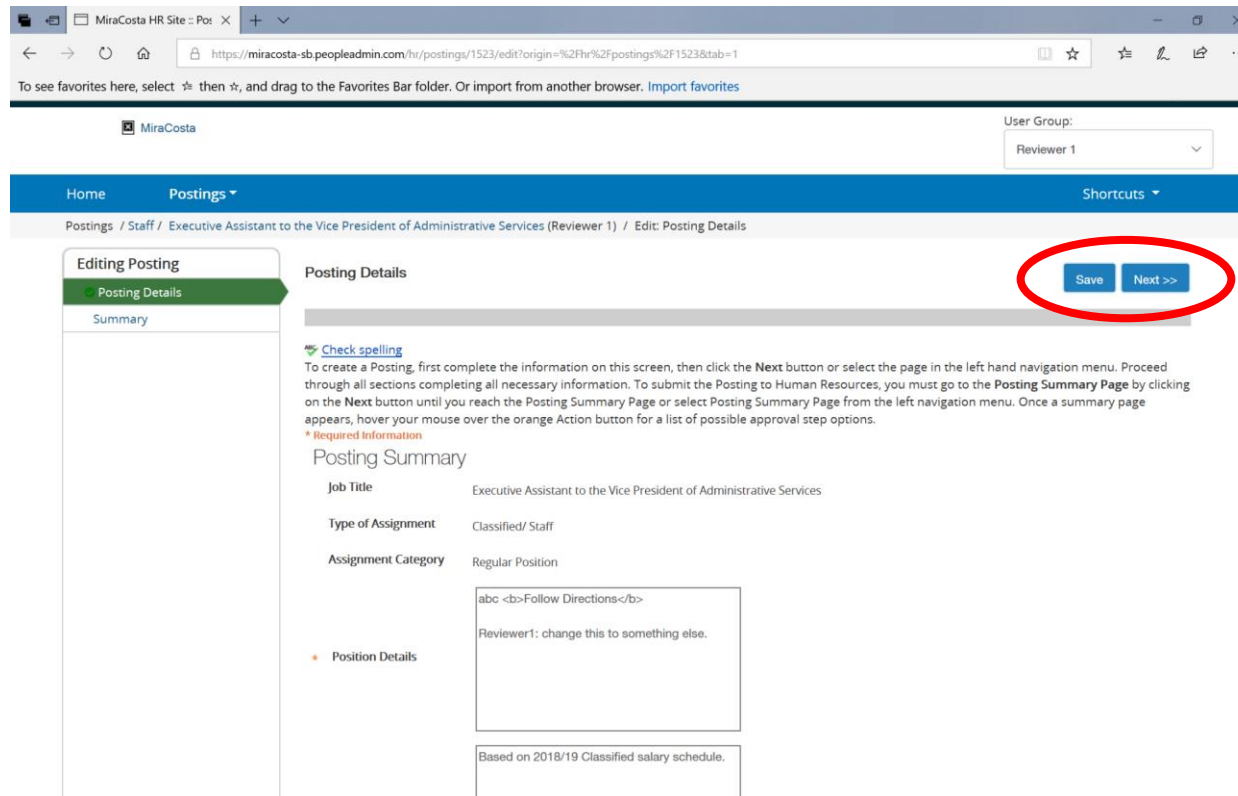 MiraCosta HR Site :: Pos
https://miracosta-sb.peopleadmin.com/hr/postings/1523/edit?origin=%2Fhr%2Fpostings%2F1523&tab=1
To see favorites here, select ☆ then ☆, and drag to the Favorites Bar folder. Or import from another browser. Import favorites
MiraCosta
User Group:
Reviewer 1
Home Postings Shortcuts
Postings / Staff / Executive Assistant to the Vice President of Administrative Services (Reviewer 1) / Edit: Posting Details
Editing Posting
Posting Details
Summary
Posting Details
Save Next >>
ABC Check spelling
To create a Posting, first complete the information on this screen, then click the Next button or select the page in the left hand navigation menu. Proceed
through all sections completing all necessary information. To submit the Posting to Human Resources, you must go to the Posting Summary Page by clicking
on the Next button until you reach the Posting Summary Page or select Posting Summary Page from the left navigation menu. Once a summary page
appears, hover your mouse over the orange Action button for a list of possible approval step options.
* Required Information
Posting Summary
Job Title Executive Assistant to the Vice President of Administrative Services
Type of Assignment Classified/ Staff
Assignment Category Regular Position
abc <b>Follow Directions</b>
Reviewer1: change this to something else.
* Position Details
Based on 2018/19 Classified salary schedule.